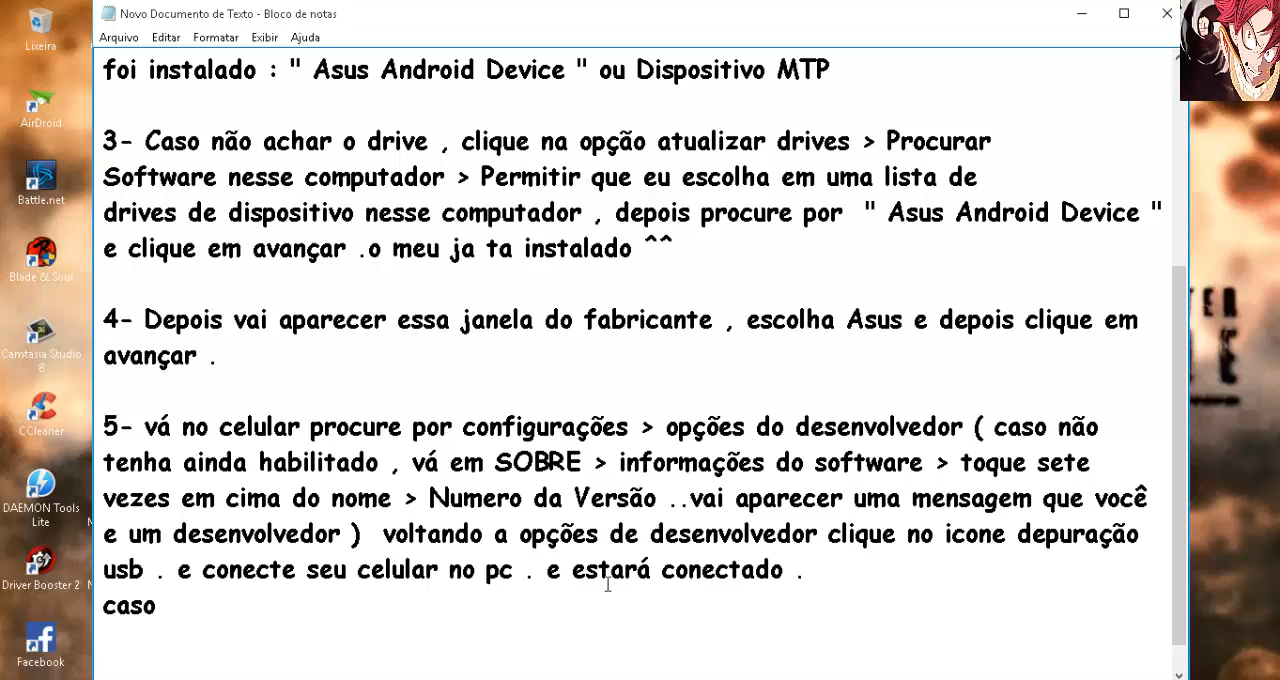 Novo Documento de Texto - Bloco de notas
Arquivo Editar Formatar Exibir Ajuda
foi instalado : " Asus Android Device " ou Dispositivo MTP
3- Caso não achar o drive , clique na opção atualizar drives > Procurar
Software nesse computador > Permitir que eu escolha em uma lista de
drives de dispositivo nesse computador , depois procure por " Asus Android Device "
e clique em avançar .o meu ja ta instalado ^^
4- Depois vai aparecer essa janela do fabricante , escolha Asus e depois clique em
avançar .
5- vá no celular procure por configurações > opções do desenvolvedor ( caso não
tenha ainda habilitado , vá em SOBRE > informações do software > toque sete
vezes em cima do nome > Numero da Versão ..vai aparecer uma mensagem que você
e um desenvolvedor ) voltando a opções de desenvolvedor clique no icone depuração
usb . e conecte seu celular no pc . e estará conectado .
caso
Lixeira
AirDroid
Battle.net
Blade & Soul
Camtasia Studio
8
CCleaner
DAEMON Tools
Lite
Driver Booster 2
Facebook